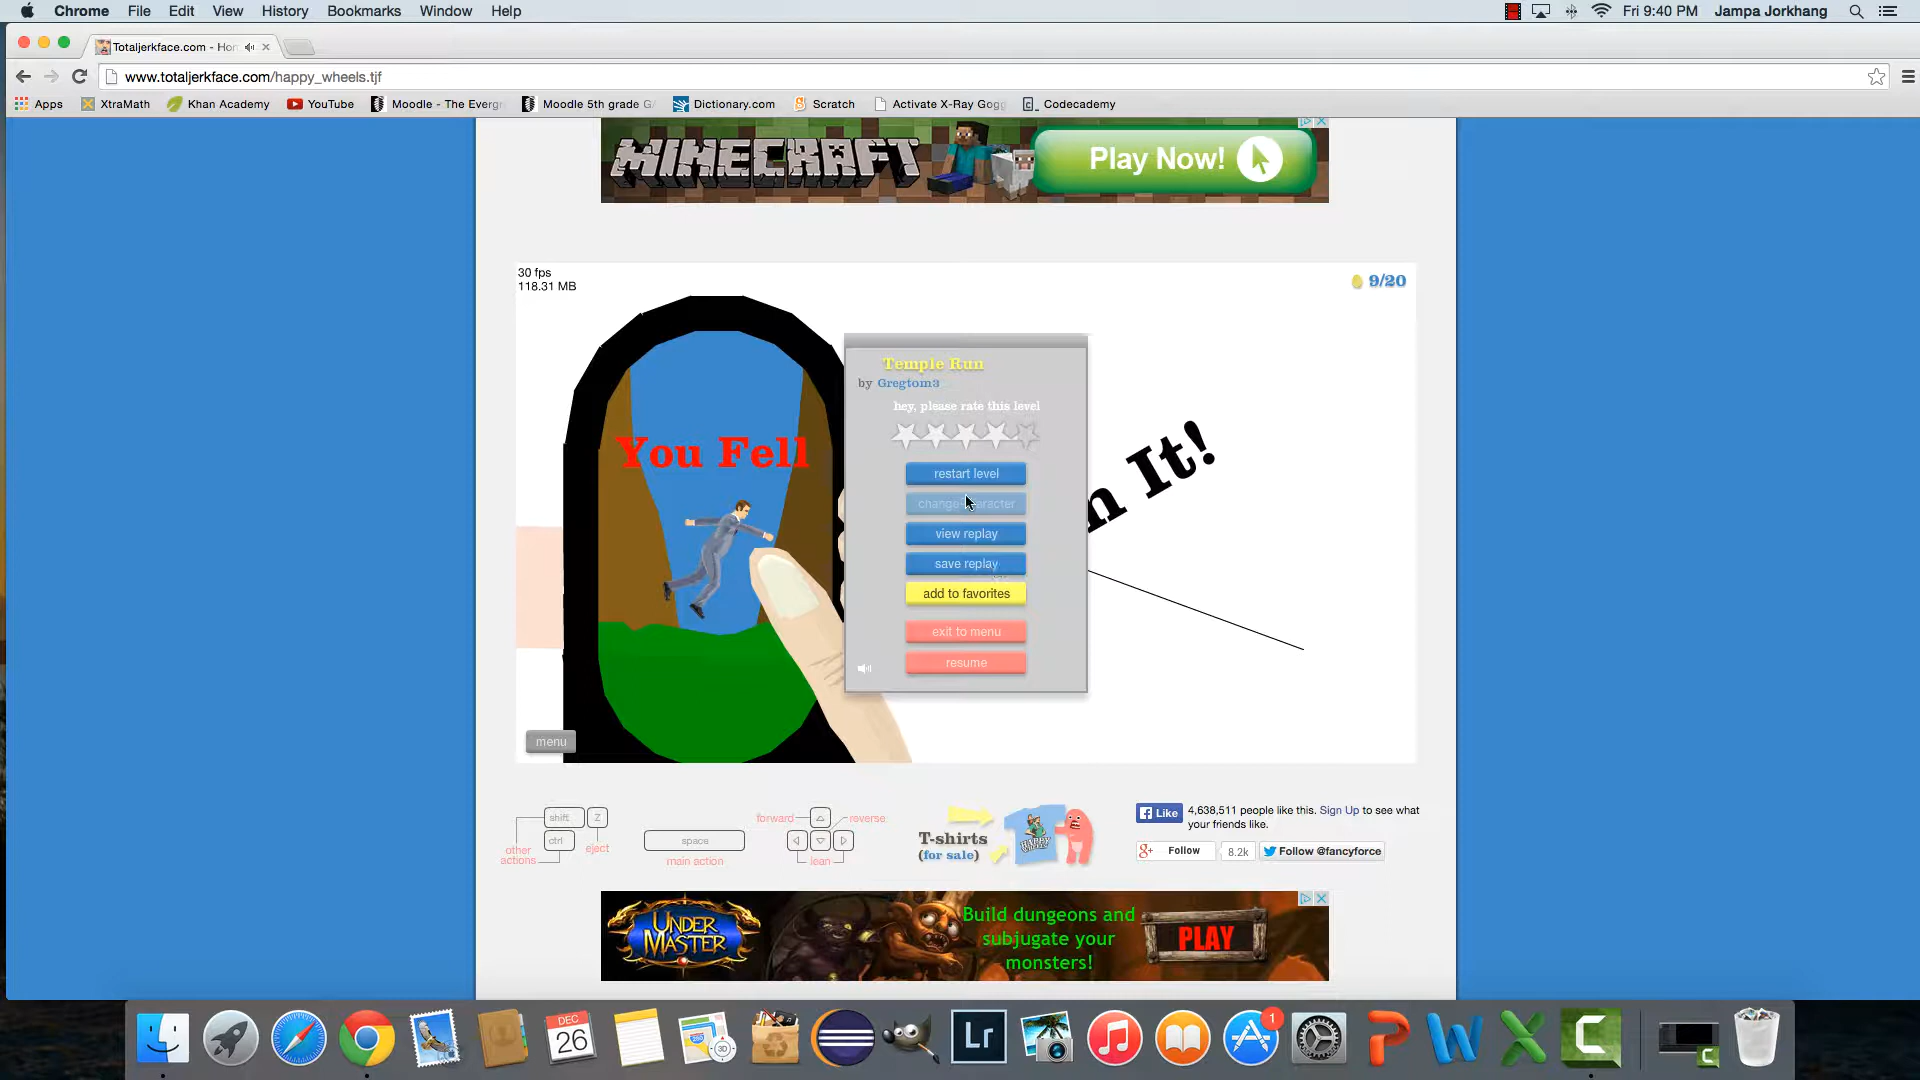 Chrome File Edit View History Bookmarks Window Help Fri 9:40 PM Jampa Jorkhang
Totaljerkface.com - Hor
www.totaljerkface.com/happy_wheels.tjf
Apps XtraMath Khan Academy YouTube Moodle - The Evergr Moodle 5th grade G Dictionary.com Scratch Activate X-Ray Gogg Codecademy
MINECRAFT Play Now!
30 fps
118.31 MB
9/20
Temple Run
by Gregtom3
hey, please rate this level
You Fell
n It!
restart level
change character
view replay
save replay
add to favorites
exit to menu
resume
menu
shift Z
ctrl
other
actions
eject
space
main action
forward
reverse
lean
T-shirts
(for sale)
HAPPY WHEELS
Like 4,638,511 people like this. Sign Up to see what
your friends like.
Follow 8.2k Follow @fancyforce
UNDER
MASTER
Build dungeons and
subjugate your
monsters!
PLAY
DEC
26
Lr
1